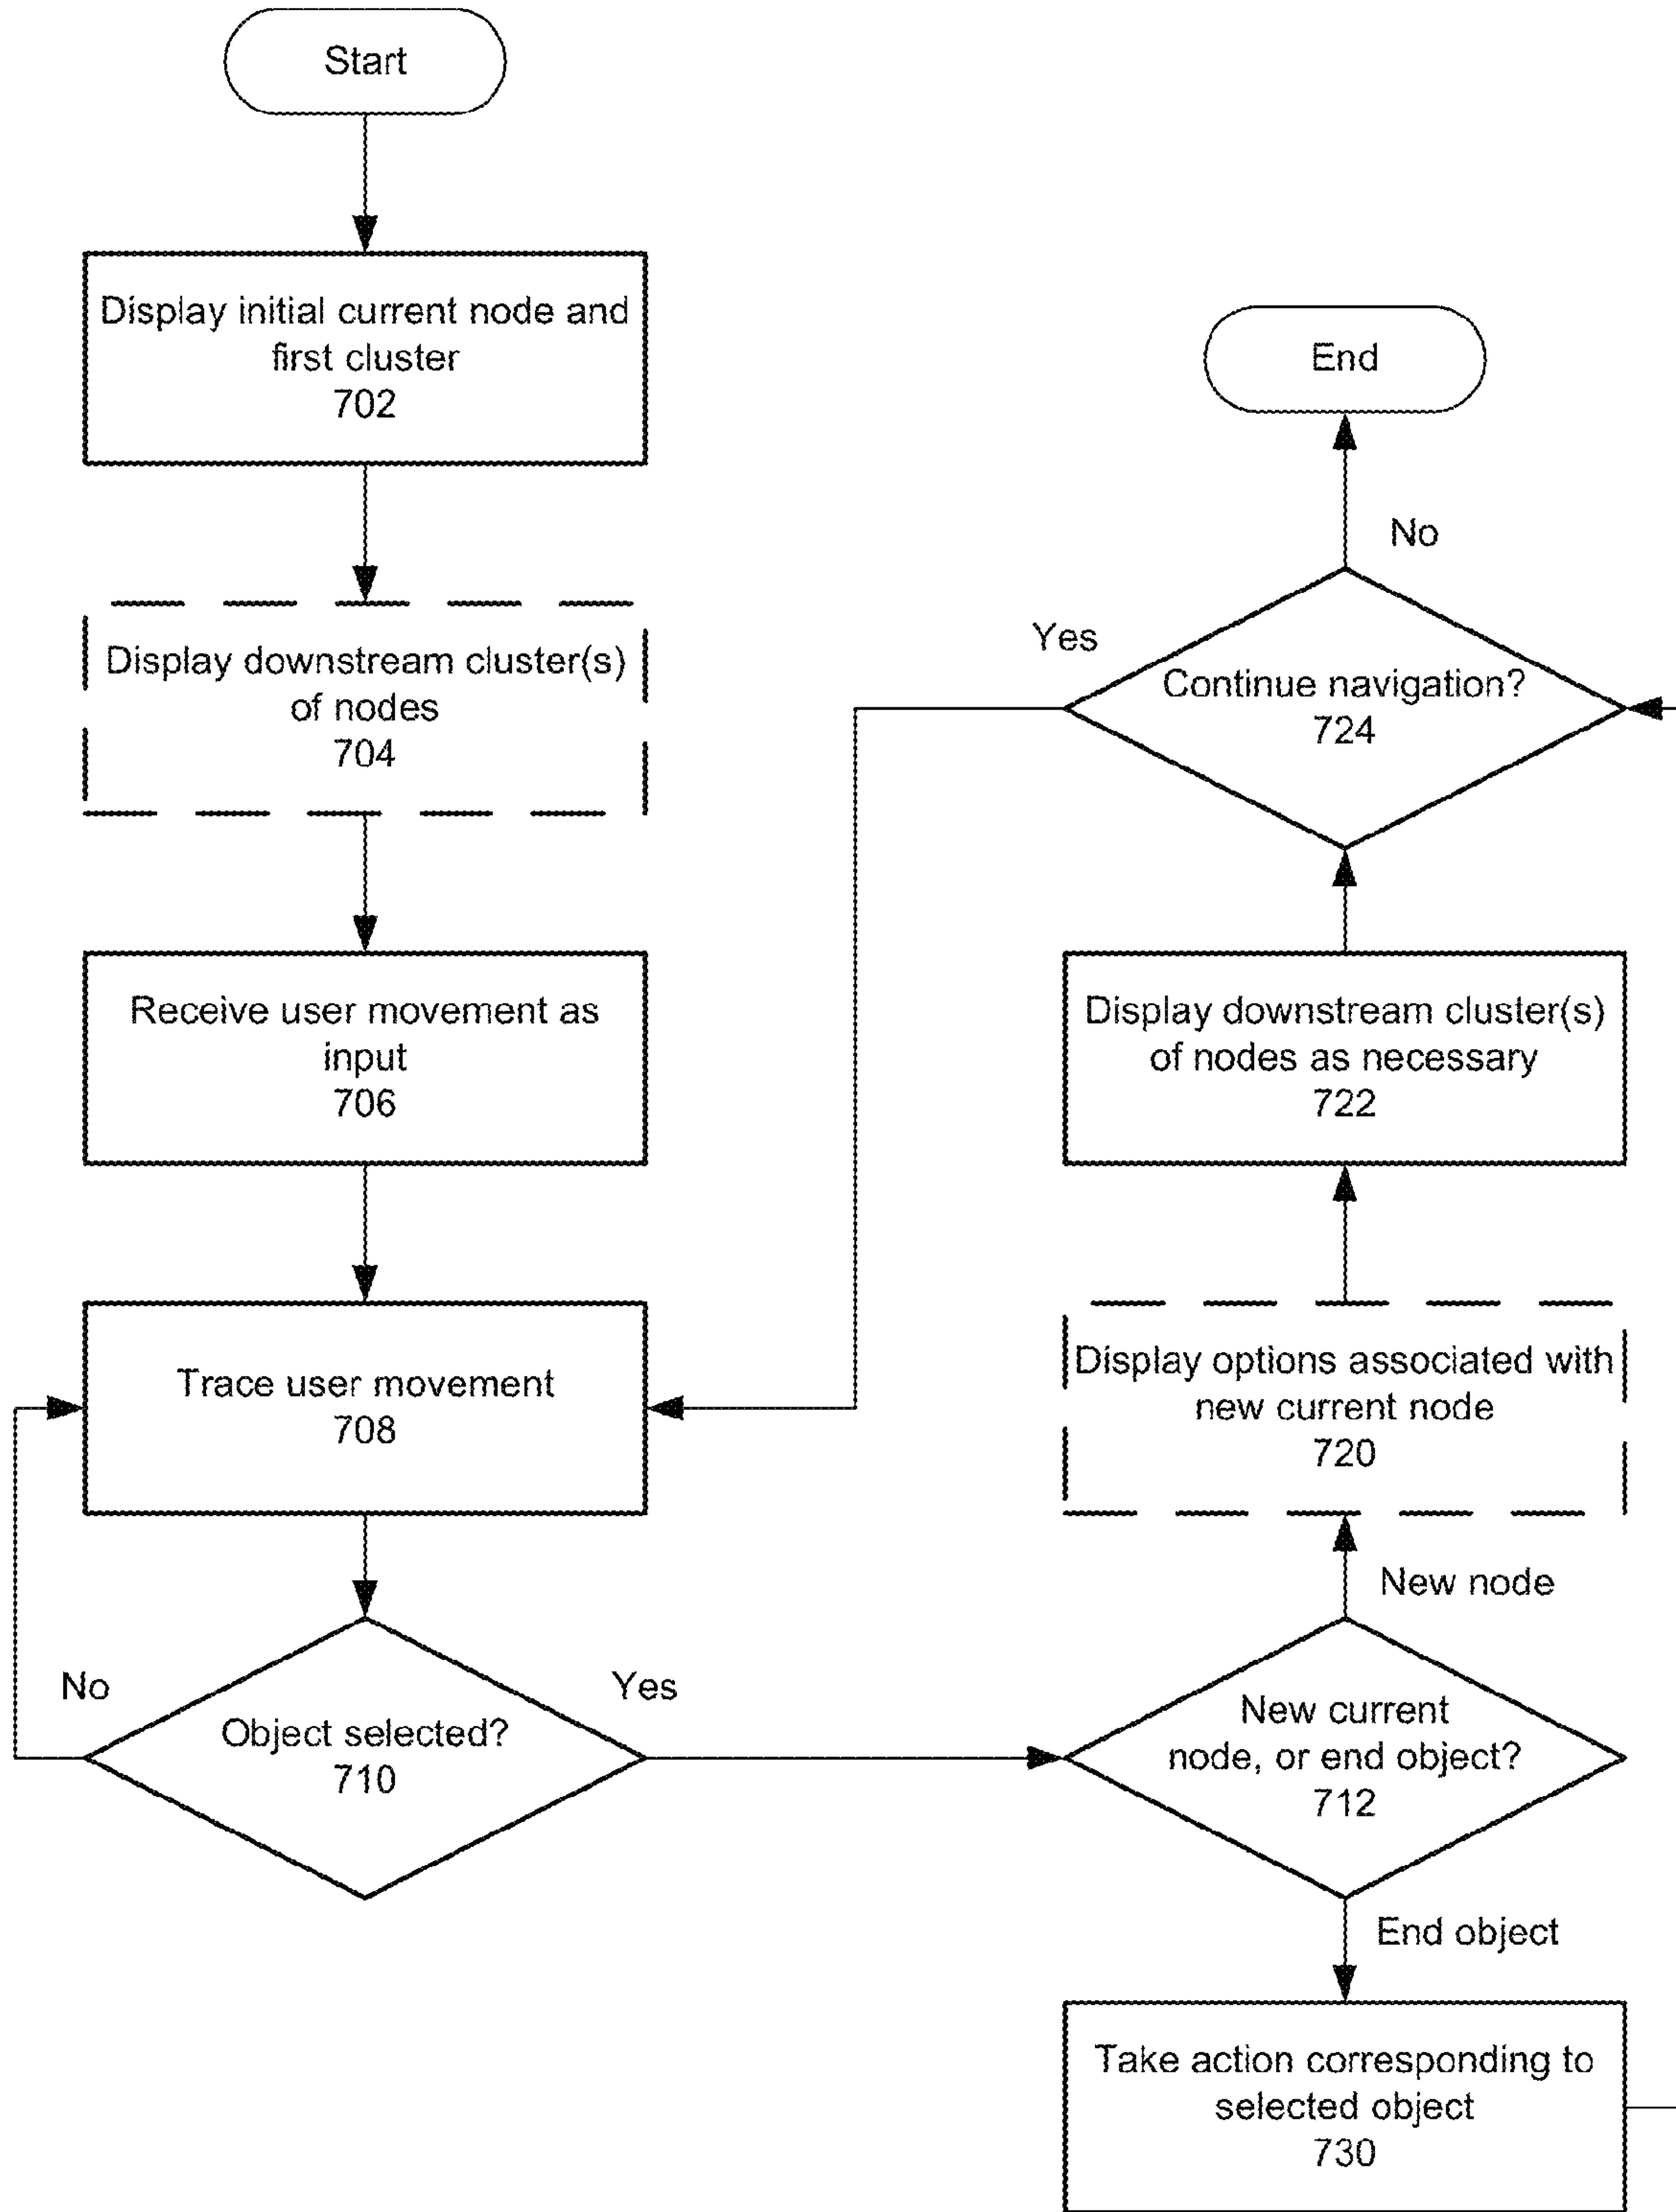 Start
Display initial current node and
first cluster
702
Display downstream cluster(s)
of nodes
704
Receive user movement as
input
706
Trace user movement
708
No
Yes
Object selected?
710
End
No
Yes
Continue navigation?
724
Display downstream cluster(s)
of nodes as necessary
722
Display options associated with
new current node
720
New node
New current
node, or end object?
712
End object
Take action corresponding to
selected object
730